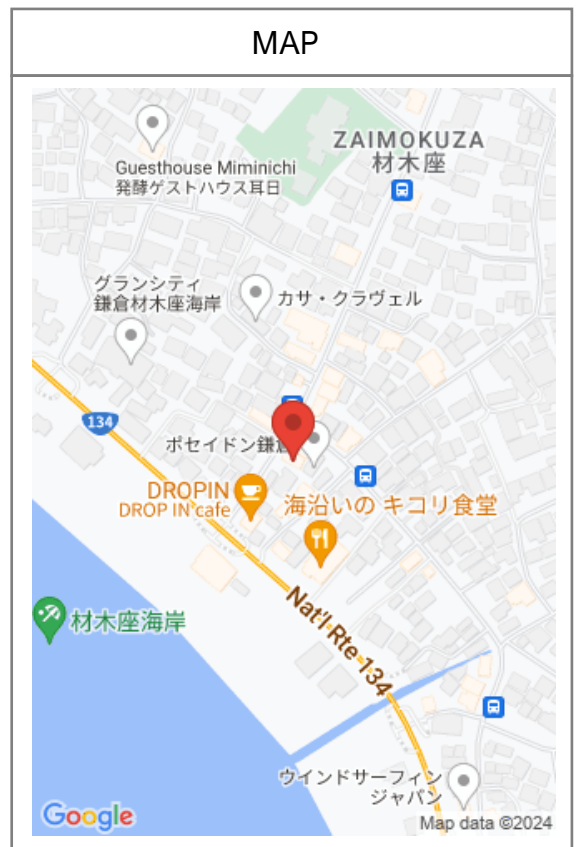 MAP
ZAIMOKUZA
材木座
Guesthouse Miminichi
発酵ゲストハウス耳日
グランシティ
鎌倉材木座海岸
カサ・クラヴェル
134
ポセイドン鎌倉
DROPIN
DROP IN cafe
海沿いの キコリ食堂
Nat'l Rte 134
材木座海岸
ウインドサーフィン
ジャパン
Google
Map data ©2024